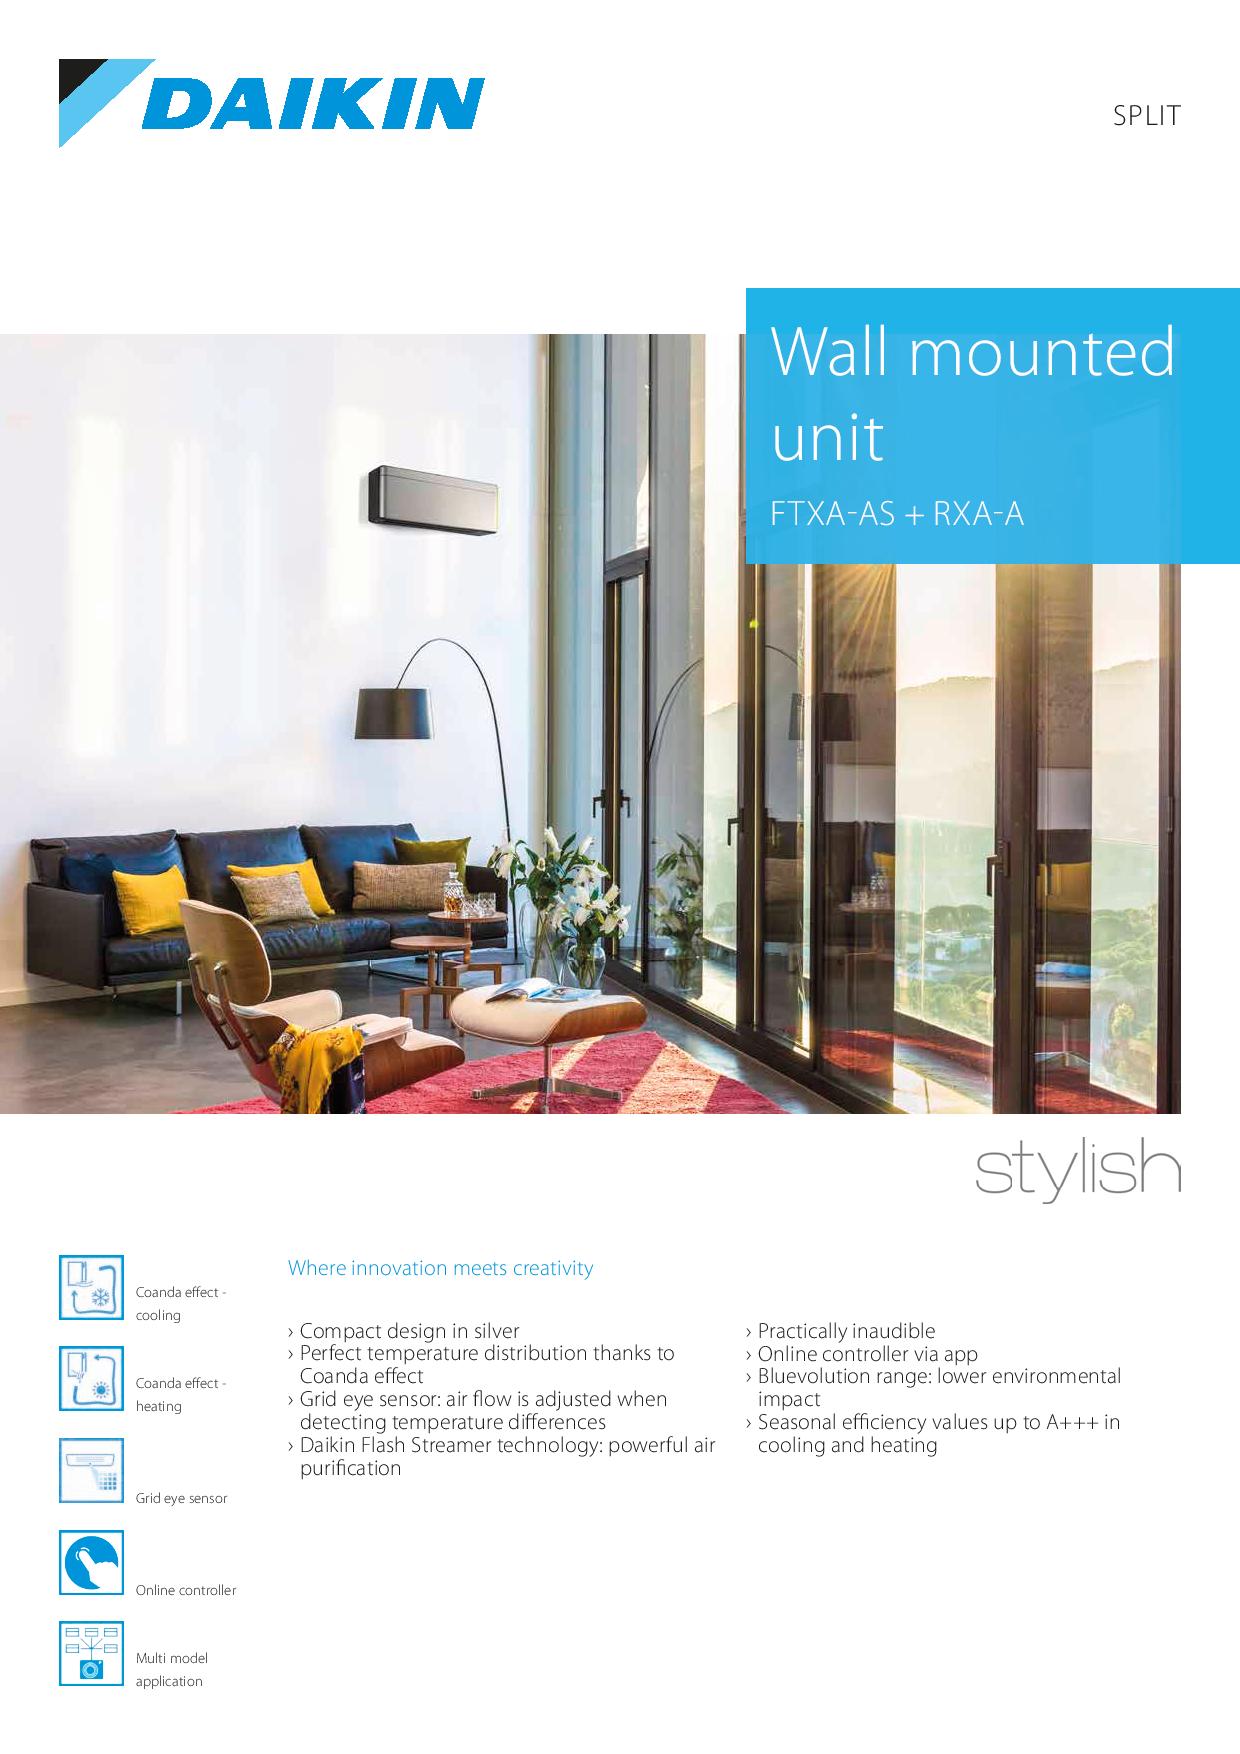 DAIKIN
SPLIT
Wall mounted
unit
FTXA-AS + RXA-A
stylish
Coanda effect -
cooling
Coanda effect -
heating
Grid eye sensor
Online controller
Multi model
application
Where innovation meets creativity
› Compact design in silver
› Perfect temperature distribution thanks to
Coanda effect
› Grid eye sensor: air flow is adjusted when
detecting temperature differences
› Daikin Flash Streamer technology: powerful air
purification
› Practically inaudible
› Online controller via app
› Bluevolution range: lower environmental
impact
› Seasonal efficiency values up to A+++ in
cooling and heating